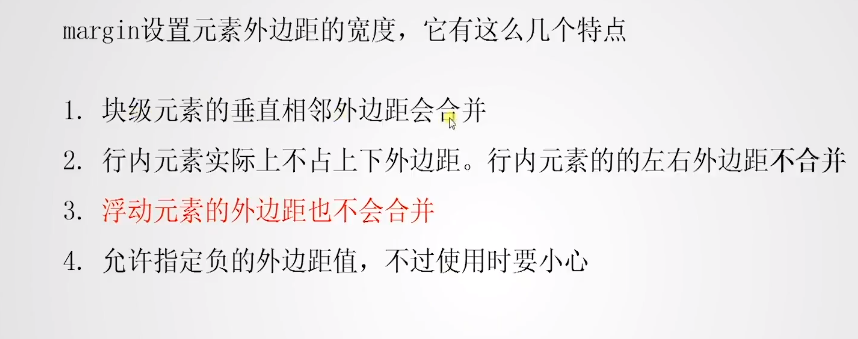 margin设置元素外边距的宽度，它有这么几个特点
1. 块级元素的垂直相邻外边距会合并
2. 行内元素实际上不占上下外边距。行内元素的的左右外边距不合并
3. 浮动元素的外边距也不会合并
4. 允许指定负的外边距值，不过使用时要小心